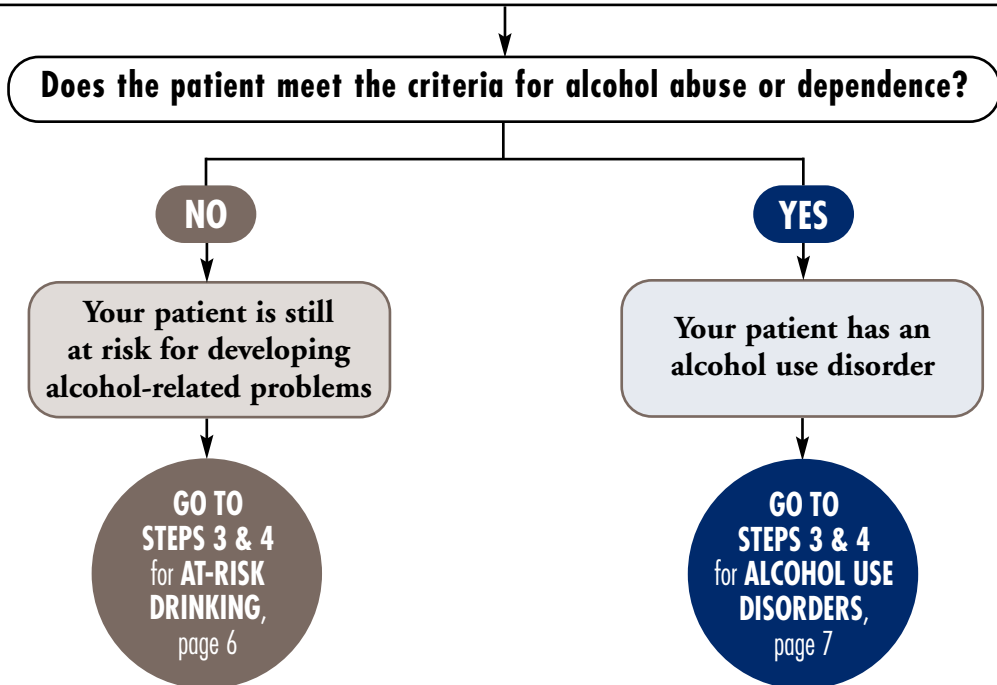 Does the patient meet the criteria for alcohol abuse or dependence?
NO
Your patient is still
at risk for developing
alcohol-related problems
GO TO
STEPS 3 & 4
for AT-RISK
DRINKING,
page 6
YES
Your patient has an
alcohol use disorder
GO TO
STEPS 3 & 4
for ALCOHOL USE
DISORDERS,
page 7